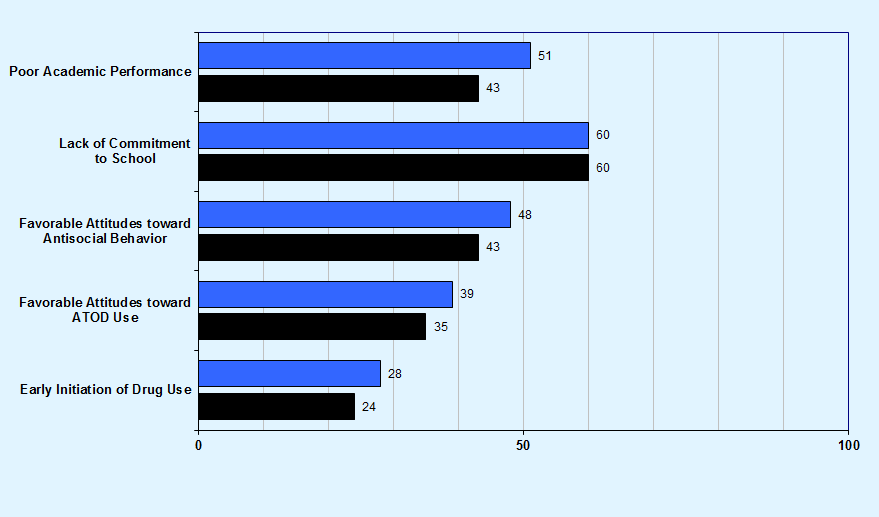 Poor Academic Performance
51
43
Lack of Commitment
to School
60
60
Favorable Attitudes toward
Antisocial Behavior
48
43
Favorable Attitudes toward
ATOD Use
39
35
Early Initiation of Drug Use
28
24
0 50 100